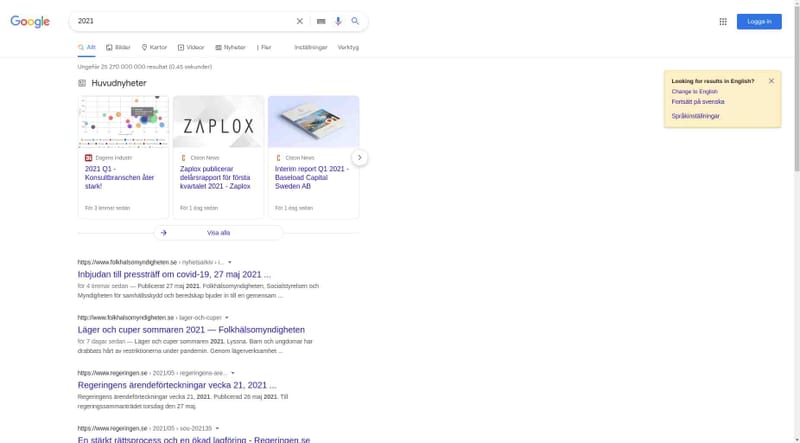 Google
2021
Logga in
Allt Bilder Kartor Videor Nyheter Fler Inställningar Verktyg
Ungefär 25 270 000 000 resultat (0,45 sekunder)
Huvudnyheter
ZAPLOX
Dagens industri
2021 Q1 -
Konsultbranschen åter
stark!
För 3 timmar sedan
Cision News
Zaplox publicerar
delårsrapport för första
kvartalet 2021 - Zaplox
För 1 dag sedan
Cision News
Interim report Q1 2021 -
Baseload Capital
Sweden AB
För 1 dag sedan
Visa alla
Looking for results in English?
Change to English
Fortsätt på svenska
Språkinställningar
https://www.folkhalsomyndigheten.se › nyhetsarkiv › i...
Inbjudan till pressträff om covid-19, 27 maj 2021 ...
för 4 timmar sedan — Publicerat 27 maj 2021. Folkhälsomyndigheten, Socialstyrelsen och
Myndigheten för samhällsskydd och beredskap bjuder in till en gemensam ...
http://www.folkhalsomyndigheten.se › lager-och-cuper
Läger och cuper sommaren 2021 — Folkhälsomyndigheten
för 7 dagar sedan — Läger och cuper sommaren 2021. Lyssna. Barn och ungdomar har
drabbats hårt av restriktionerna under pandemin. Genom lägerverksamhet ...
https://www.regeringen.se › 2021/05 › regeringens-are...
Regeringens ärendeförteckningar vecka 21, 2021 ...
Regeringens ärendeförteckningar vecka 21, 2021. Publicerad 26 maj 2021. Till
regeringssammanträdet torsdag den 27 maj.
https://www.regeringen.se › 2021/05 › sou-202135
En stärkt rättsprocess och en ökad lagföring - Regeringen.se